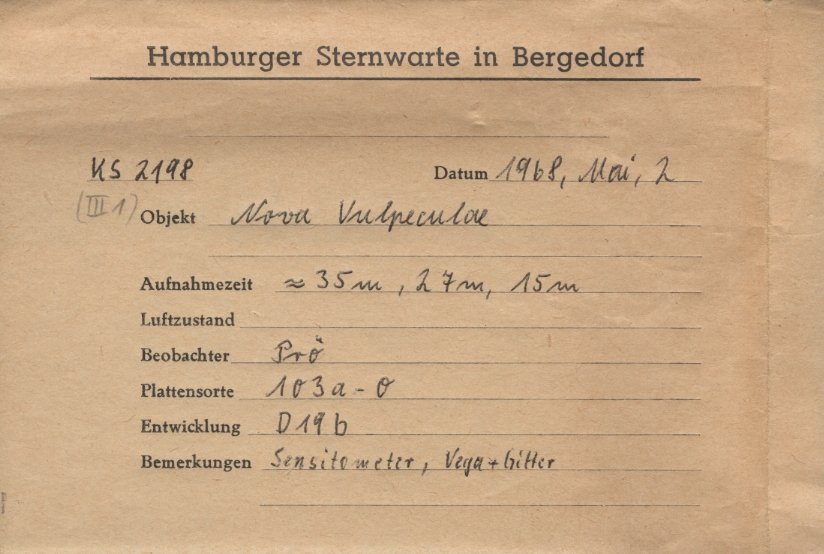 Hamburger Sternwarte in Bergedorf
KS 2198 Datum 1968, Mai, 2
(III 1) Objekt Nova Vulpeculae
Aufnahmezeit ≈ 35m, 27m, 15m
Luftzustand
Beobachter Prö
Plattensorte 103a-O
Entwicklung D19b
Bemerkungen Sensitometer, Vega + Gitter